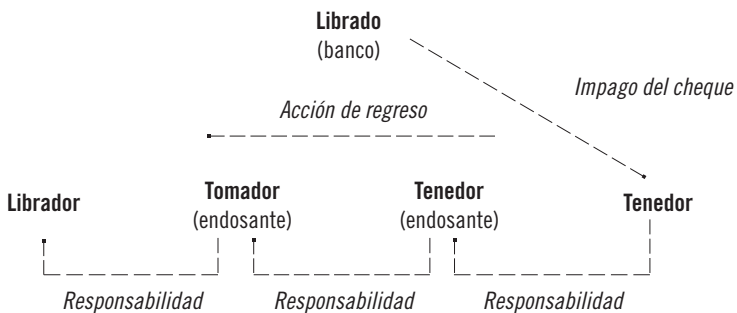 Librado
(banco)
Impago del cheque
Acción de regreso
Librador
Tomador
(endosante)
Tenedor
(endosante)
Tenedor
Responsabilidad
Responsabilidad
Responsabilidad